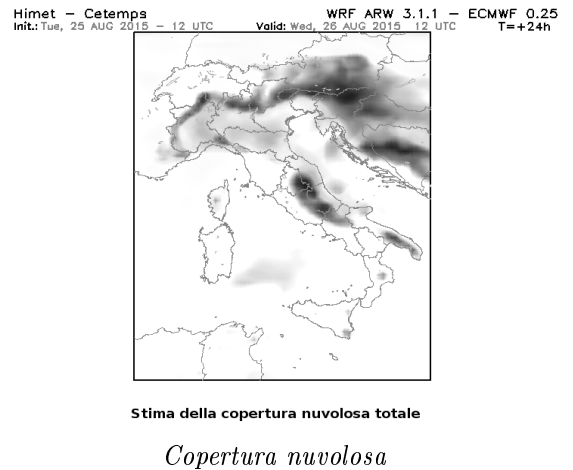 Himet – Cetemps WRF ARW 3.1.1 – ECMWF 0.25
Init.: Tue, 25 AUG 2015 – 12 UTC Valid: Wed, 26 AUG 2015 12 UTC T=+24h
Stima della copertura nuvolosa totale
Copertura nuvolosa